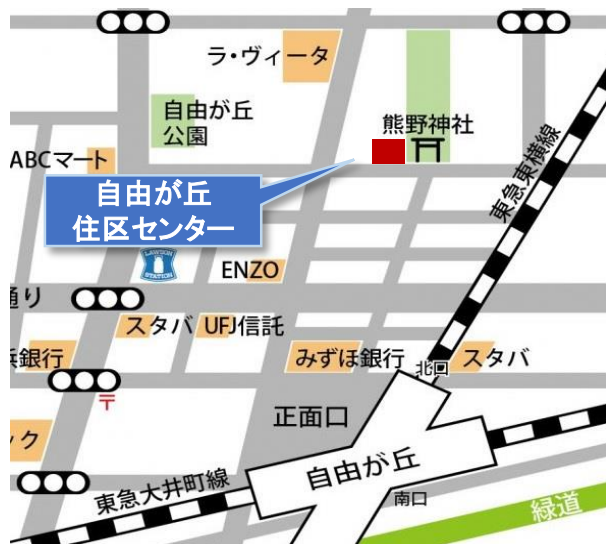 ラ・ヴィータ
自由が丘
公園
熊野神社
ABCマート
東急東横線
自由が丘
住区センター
LAWSON
STATION
ENZO
通り
スタバ
UFJ信託
浜銀行
みずほ銀行
北口
スタバ
〒
正面口
ック
自由が丘
東急大井町線
南口
緑道